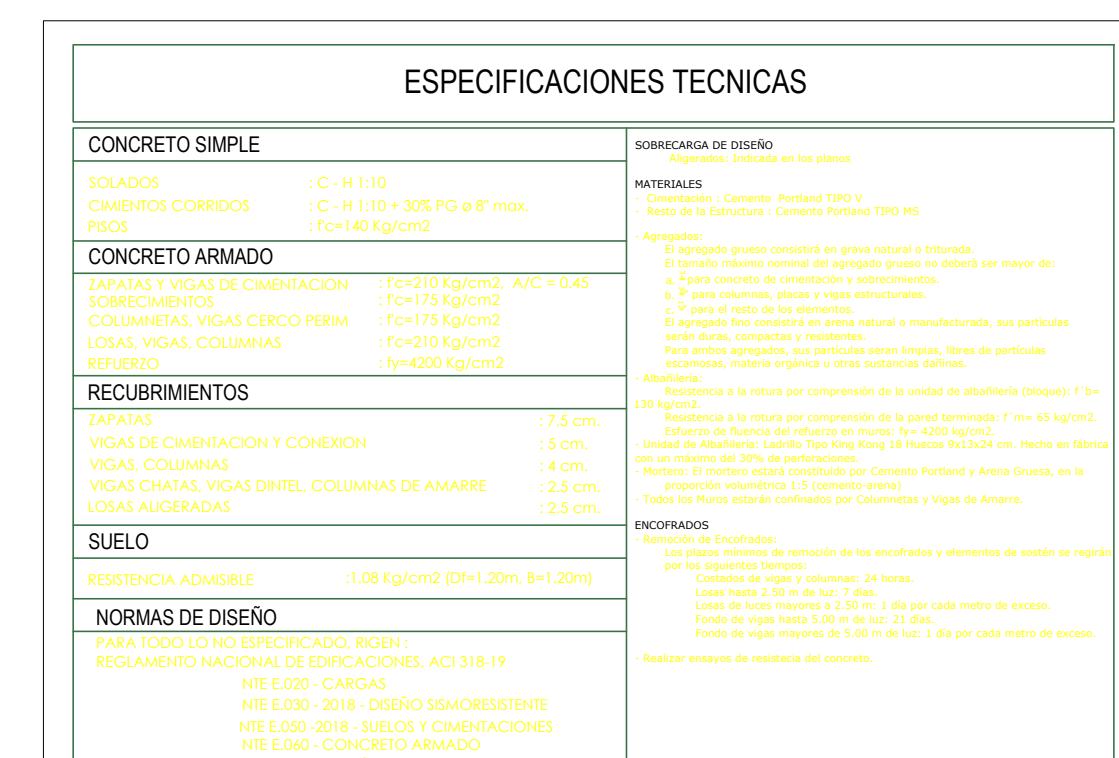 ESPECIFICACIONES TECNICAS
CONCRETO SIMPLE
SOLADOS : C - H 1:10
CIMIENTOS CORRIDOS : C - H 1:10 + 30% PG ø 8" max.
PISOS : f'c=140 Kg/cm2
CONCRETO ARMADO
ZAPATAS Y VIGAS DE CIMENTACION : f'c=210 Kg/cm2, A/C = 0.45
SOBRECIMIENTOS : f'c=175 Kg/cm2
COLUMNETAS, VIGAS CERCO PERIM : f'c=175 Kg/cm2
LOSAS, VIGAS, COLUMNAS : f'c=210 Kg/cm2
REFUERZO : fy=4200 Kg/cm2
RECUBRIMIENTOS
ZAPATAS : 7.5 cm.
VIGAS DE CIMENTACION Y CONEXION : 5 cm.
VIGAS, COLUMNAS : 4 cm.
VIGAS CHATAS, VIGAS DINTEL, COLUMNAS DE AMARRE : 2.5 cm.
LOSAS ALIGERADAS : 2.5 cm.
SUELO
RESISTENCIA ADMISIBLE :1.08 Kg/cm2 (Df=1.20m, B=1.20m)
NORMAS DE DISEÑO
PARA TODO LO NO ESPECIFICADO, RIGEN :
REGLAMENTO NACIONAL DE EDIFICACIONES, ACI 318-19
NTE E.020 - CARGAS
NTE E.030 - 2018 - DISEÑO SISMORESISTENTE
NTE E.050 -2018 - SUELOS Y CIMENTACIONES
NTE E.060 - CONCRETO ARMADO
SOBRECARGA DE DISEÑO
Aligerados: Indicada en los planos
MATERIALES
- Cimentación : Cemento Portland TIPO V
- Resto de la Estructura : Cemento Portland TIPO MS
- Agregados:
El agregado grueso consistirá en grava natural o triturada.
El tamaño máximo nominal del agregado grueso no deberá ser mayor de:
a. para concreto de cimentación y sobrecimientos.
b. para columnas, placas y vigas estructurales.
c. para el resto de los elementos.
El agregado fino consistirá en arena natural o manufacturada, sus partículas
serán duras, compactas y resistentes.
Para ambos agregados, sus partículas seran limpias, libres de partículas
escamosas, materia orgánica u otras sustancias dañinas.
- Albañilería:
Resistencia a la rotura por comprensión de la unidad de albañilería (bloque): f´b=
130 kg/cm2.
Resistencia a la rotura por comprensión de la pared terminada: f´m= 65 kg/cm2.
Esfuerzo de fluencia del refuerzo en muros: fy= 4200 kg/cm2.
- Unidad de Albañilería: Ladrillo Tipo King Kong 18 Huecos 9x13x24 cm. Hecho en fábrica
con un máximo del 30% de perforaciones.
- Mortero: El mortero estará constituido por Cemento Portland y Arena Gruesa, en la
proporción volumétrica 1:5 (cemento-arena)
- Todos los Muros estarán confinados por Columnetas y Vigas de Amarre.
ENCOFRADOS
- Remoción de Encofrados:
Los plazos mínimos de remoción de los encofrados y elementos de sostén se regirán
por los siguientes tiempos:
Costados de vigas y columnas: 24 horas.
Losas hasta 2.50 m de luz: 7 días.
Losas de luces mayores a 2.50 m: 1 día por cada metro de exceso.
Fondo de vigas hasta 5.00 m de luz: 21 días.
Fondo de vigas mayores de 5.00 m de luz: 1 día por cada metro de exceso.
- Realizar ensayos de resistecia del concreto.